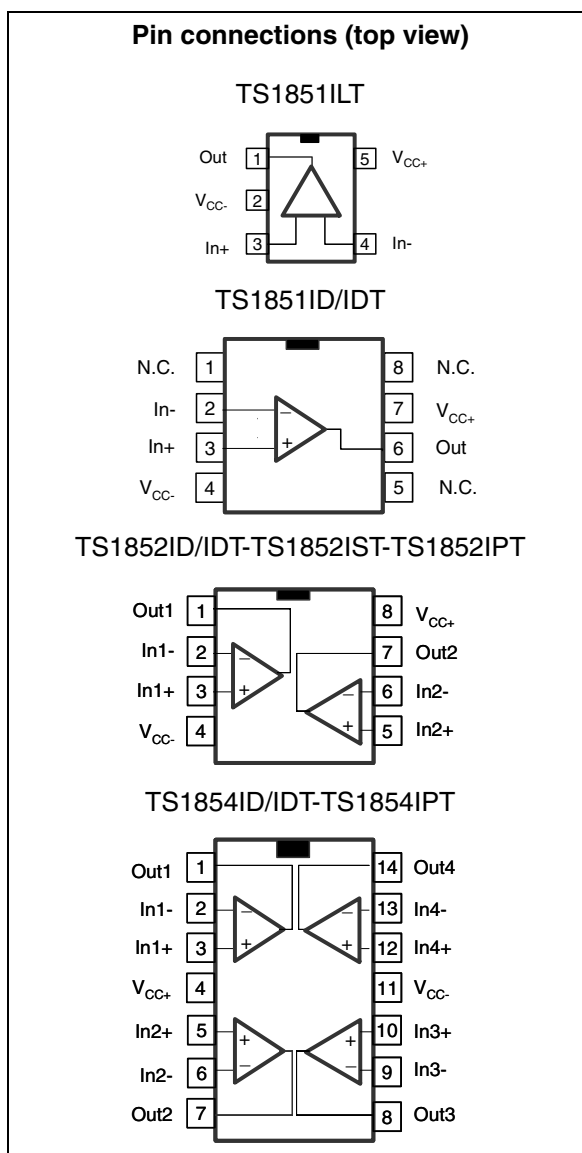 Pin connections (top view)
TS1851ILT
Out 1 5 VCC+
VCC- 2
In+ 3 4 In-
TS1851ID/IDT
N.C. 1 8 N.C.
In- 2 − 7 VCC+
In+ 3 + 6 Out
VCC- 4 5 N.C.
TS1852ID/IDT-TS1852IST-TS1852IPT
Out1 1 8 VCC+
In1- 2 − 7 Out2
In1+ 3 + − 6 In2-
VCC- 4 + 5 In2+
TS1854ID/IDT-TS1854IPT
Out1 1 14 Out4
In1- 2 − − 13 In4-
In1+ 3 + + 12 In4+
VCC+ 4 11 VCC-
In2+ 5 + + 10 In3+
In2- 6 − − 9 In3-
Out2 7 8 Out3